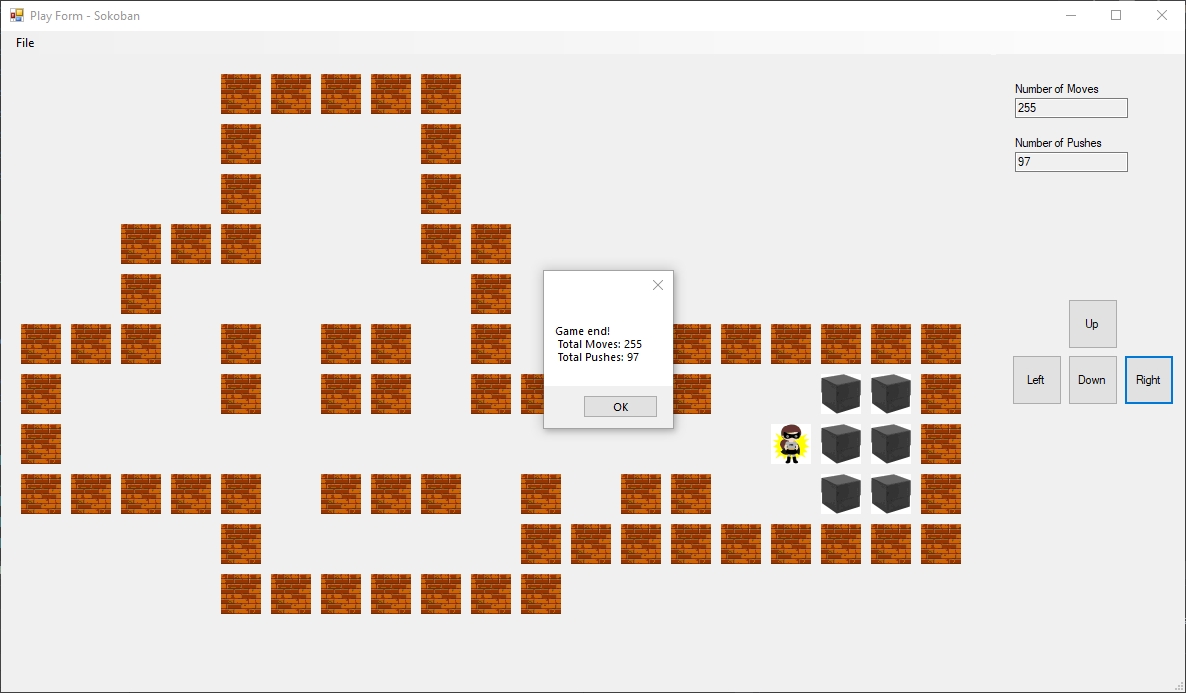 Play Form - Sokoban
File
Number of Moves
255
Number of Pushes
97
Game end!
Total Moves: 255
Total Pushes: 97
OK
Up
Left
Down
Right